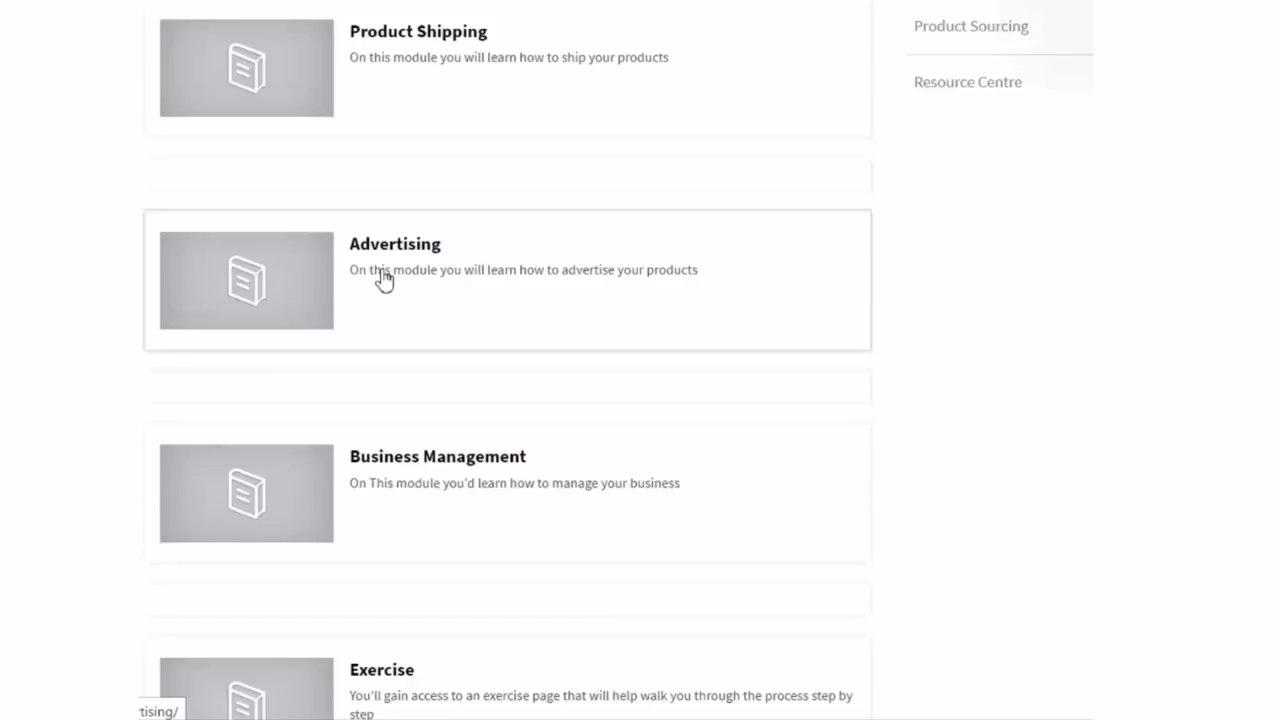 Product Shipping
On this module you will learn how to ship your products
Product Sourcing
Resource Centre
Advertising
On this module you will learn how to advertise your products
Business Management
On This module you'd learn how to manage your business
Exercise
You'll gain access to an exercise page that will help walk you through the process step by
step
rtising/